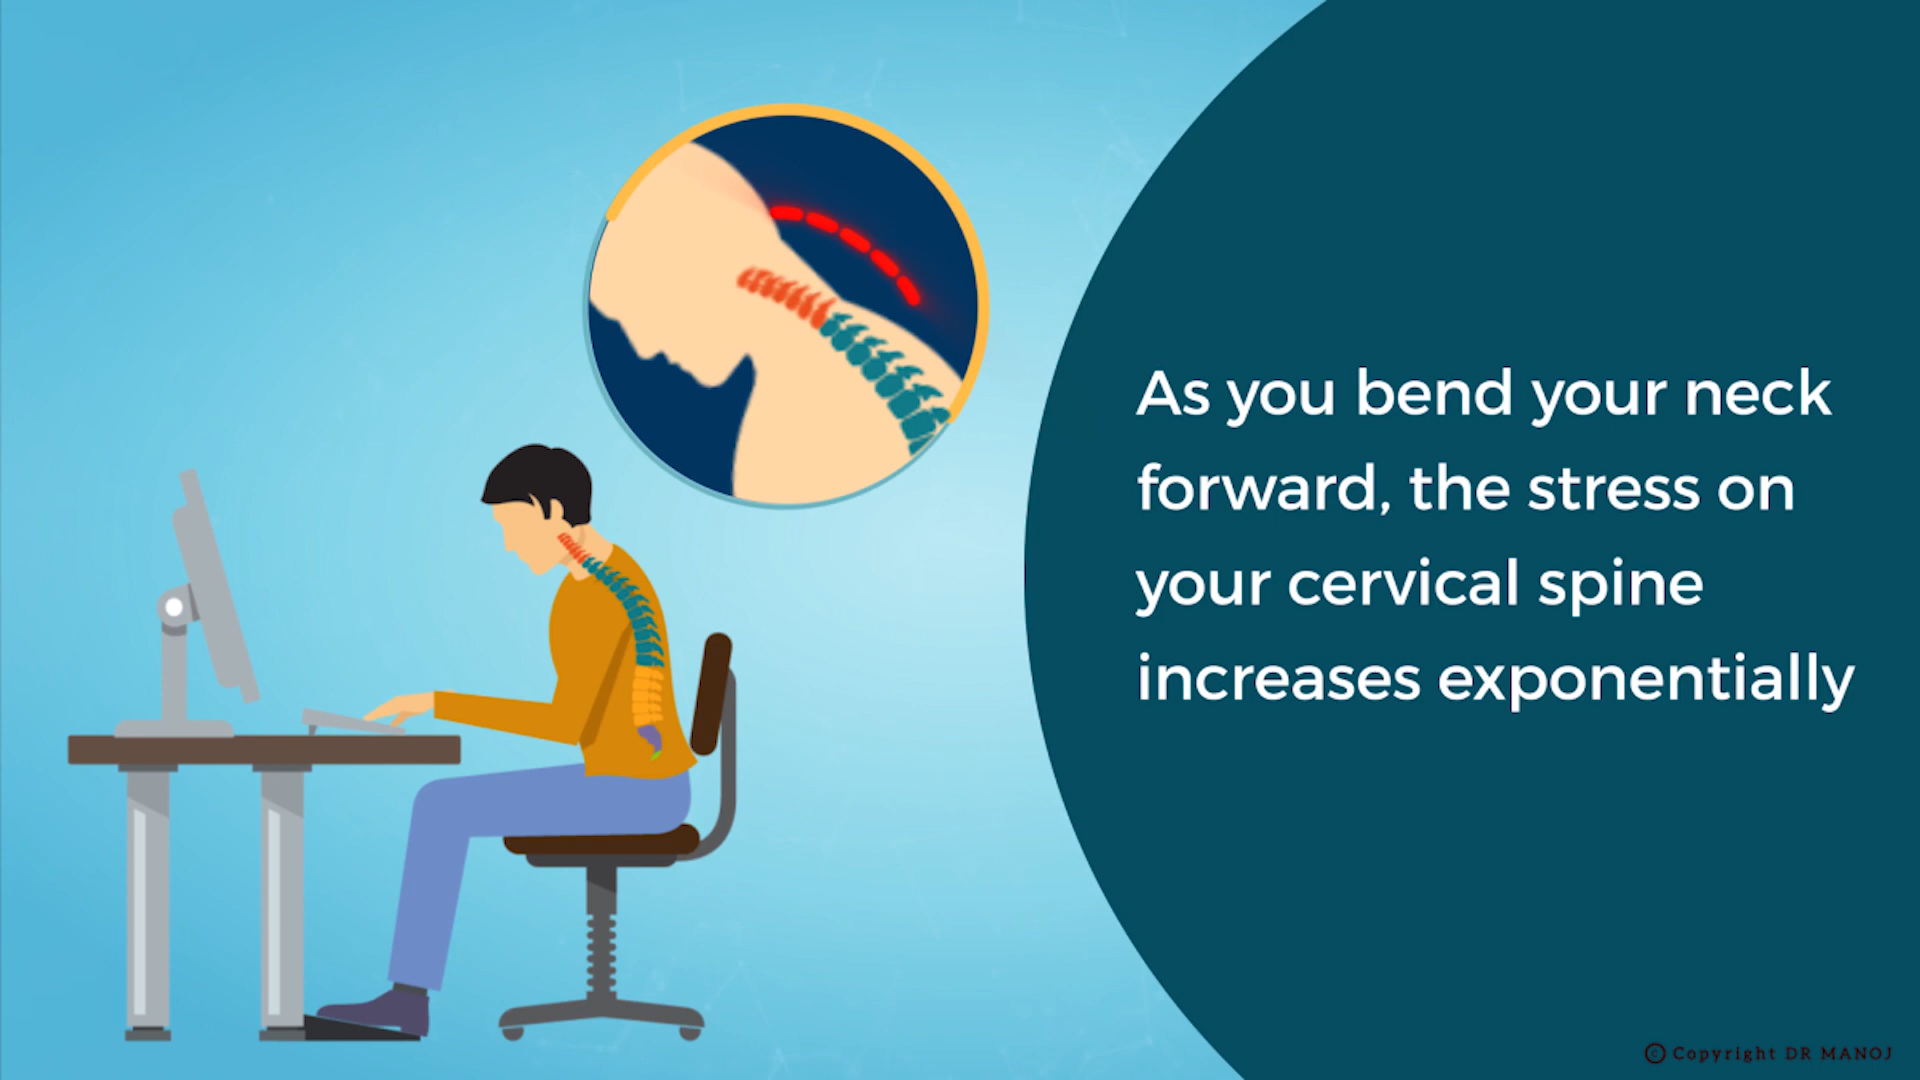 As you bend your neck
forward, the stress on
your cervical spine
increases exponentially
© Copyright DR MANOJ